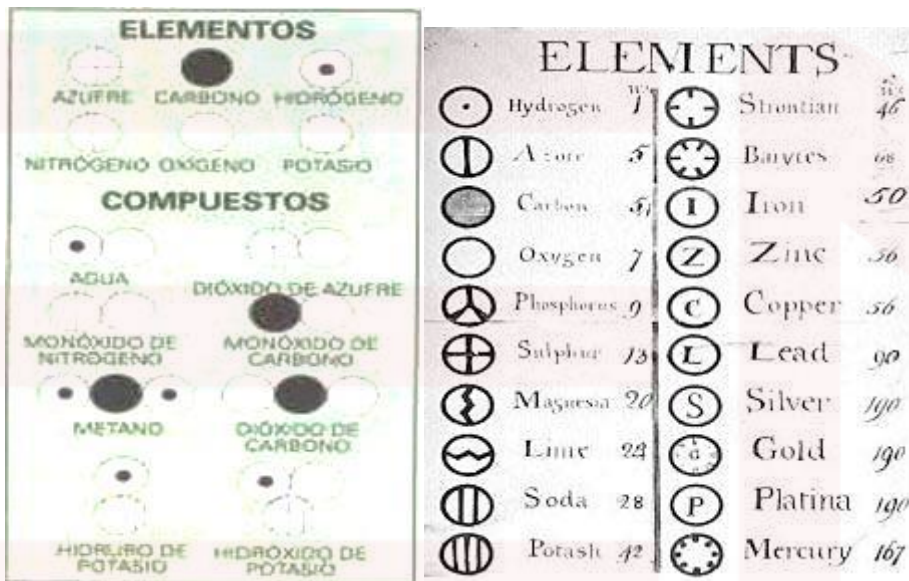 ELEMENTOS
AZUFRE CARBONO HIDRÓGENO
NITRÓGENO OXÍGENO POTASIO
COMPUESTOS
AGUA
DIÓXIDO DE AZUFRE
MONÓXIDO DE NITRÓGENO
MONÓXIDO DE CARBONO
METANO
DIÓXIDO DE CARBONO
HIDRURO DE POTASIO
HIDRÓXIDO DE POTASIO
ELEMENTS
Hydrogen 1
Azote 5
Carbon 5
Oxygen 7
Phosphorus 9
Sulphur 13
Magnesia 20
Lime 24
Soda 28
Potash 42
Strontian 46
Barytes 68
I Iron 50
Z Zinc 56
C Copper 56
L Lead 90
S Silver 190
Gold 190
P Platina 190
Mercury 167